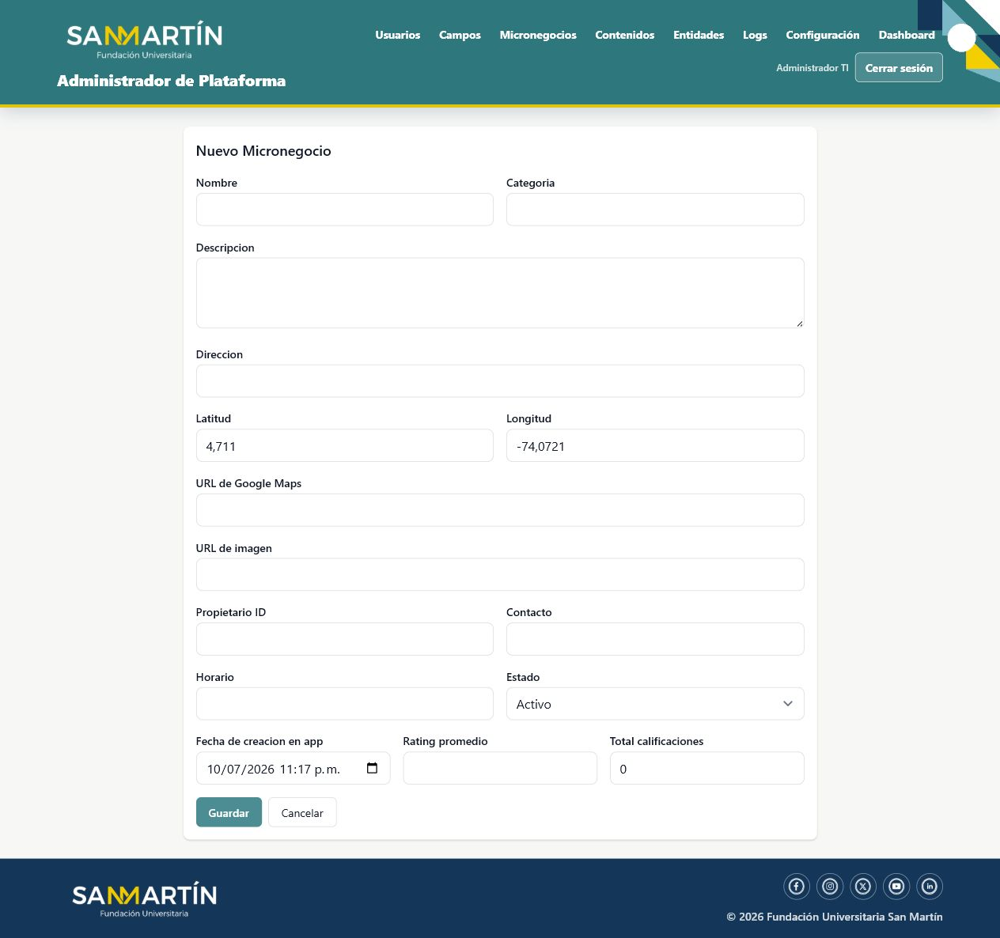 SANMARTÍN
Fundación Universitaria
Administrador de Plataforma
Usuarios Campos Micronegocios Contenidos Entidades Logs Configuración Dashboard
Administrador TI Cerrar sesión
Nuevo Micronegocio
Nombre Categoria
Descripcion
Direccion
Latitud Longitud
4,711 -74,0721
URL de Google Maps
URL de imagen
Propietario ID Contacto
Horario Estado
Activo
Fecha de creacion en app Rating promedio Total calificaciones
10/07/2026 11:17 p. m. 0
Guardar Cancelar
SANMARTÍN
Fundación Universitaria
© 2026 Fundación Universitaria San Martín